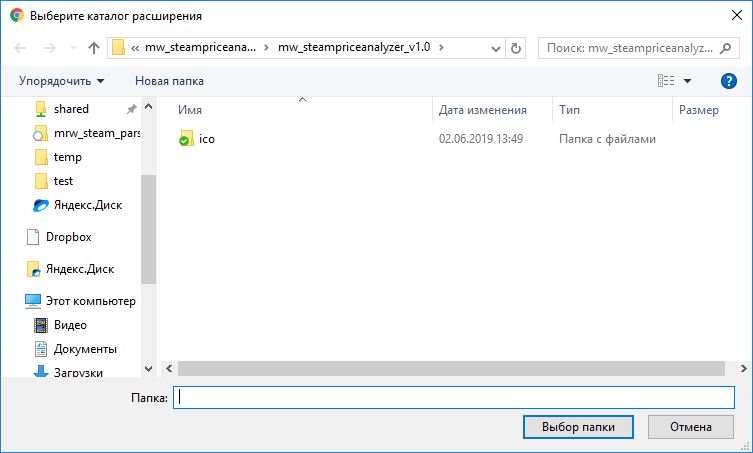 Выберите каталог расширения
« mw_steampriceana... > mw_steampriceanalyzer_v1.0 >
Поиск: mw_steampriceanalyz...
Упорядочить Новая папка
Имя Дата изменения Тип Размер
shared
mrw_steam_pars
temp
test
Яндекс.Диск
Dropbox
Яндекс.Диск
Этот компьютер
Видео
Документы
Загрузки
ico 02.06.2019 13:49 Папка с файлами
Папка:
Выбор папки Отмена